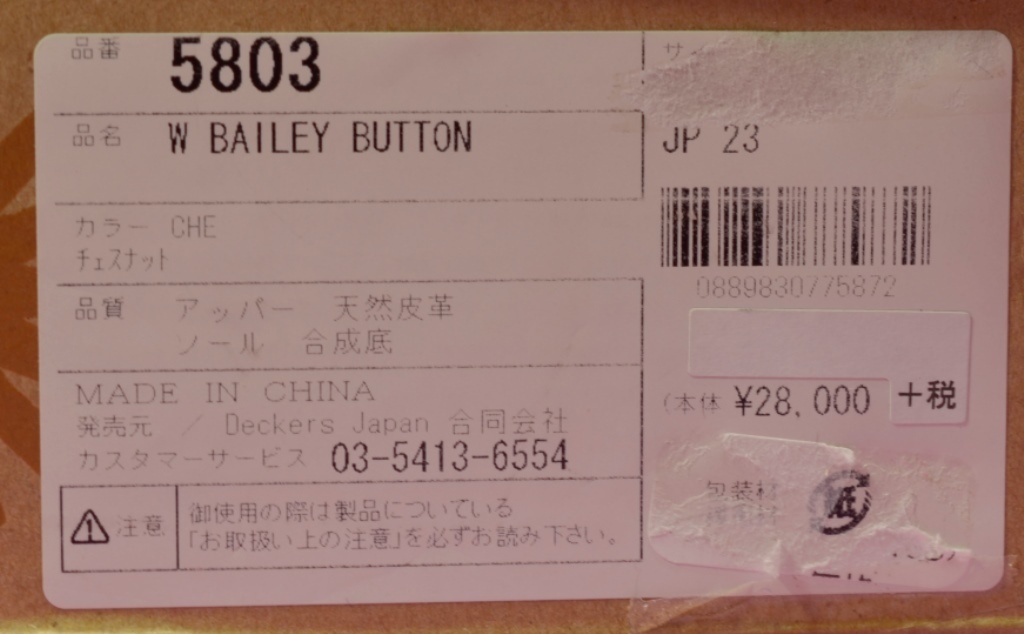 品番 5803
品名 W BAILEY BUTTON
カラー CHE
チェスナット
品質 アッパー 天然皮革
ソール 合成底
MADE IN CHINA
発売元 / Deckers Japan 合同会社
カスタマーサービス 03-5413-6554
注意
御使用の際は製品についている
「お取扱い上の注意」を必ずお読み下さい。
サ
JP 23
0889830775872
(本体 ¥28,000 +税
包装材
紙